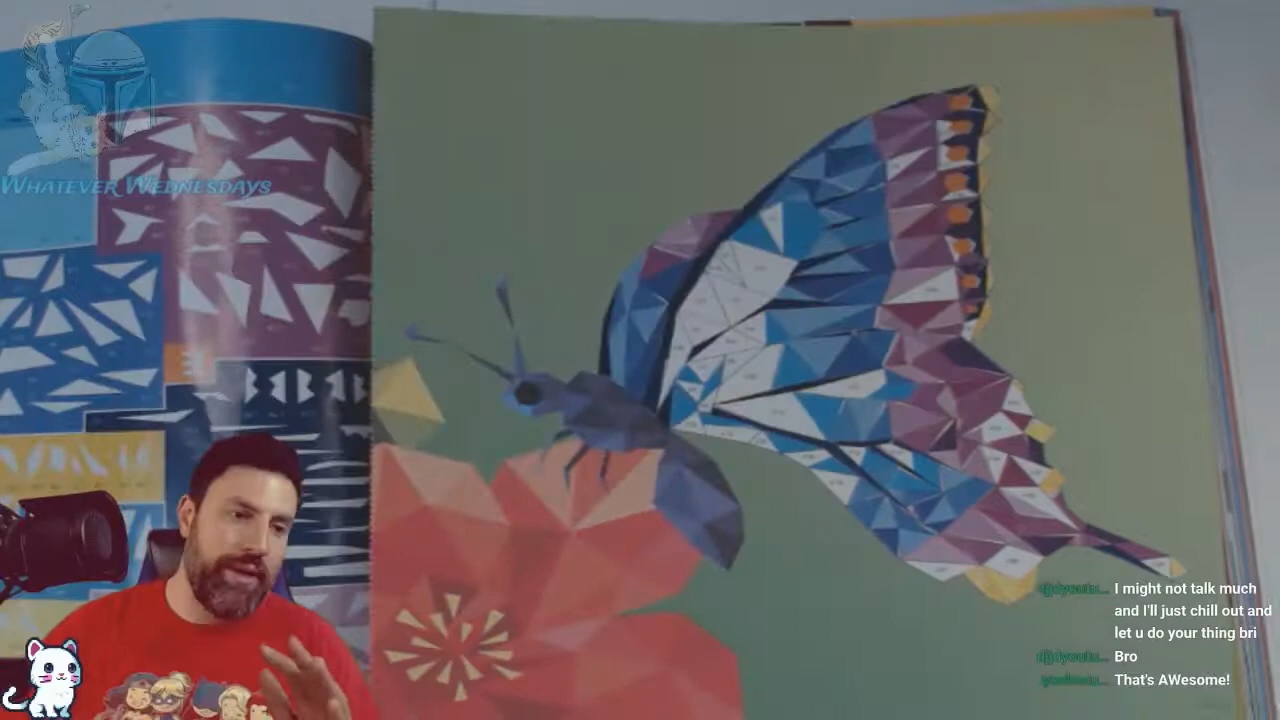 WHATEVER WEDNESDAYS
I might not talk much
and I'll just chill out and
let u do your thing bri
Bro
That's AWesome!